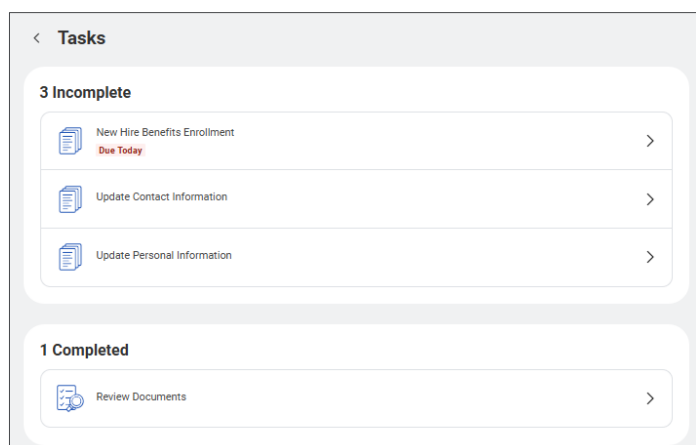 Tasks
3 Incomplete
New Hire Benefits Enrollment
Due Today
Update Contact Information
Update Personal Information
1 Completed
Review Documents